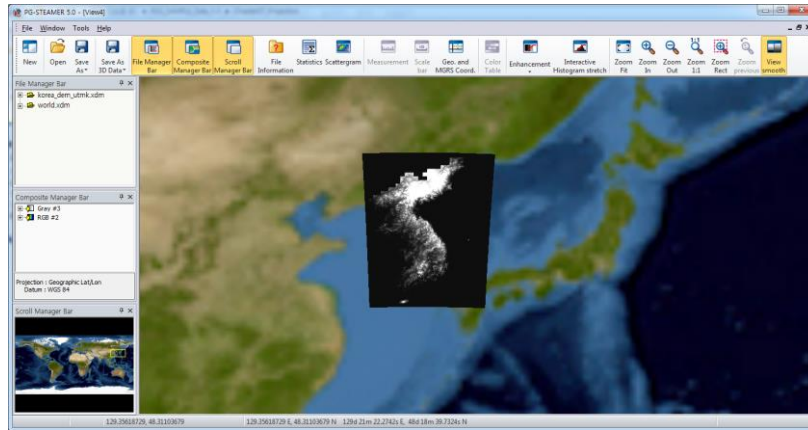 PG-STEAMER 5.0 - [View4]
File Window Tools Help
New Open Save As* Save As 3D Data* File Manager Bar Composite Manager Bar Scroll Manager Bar File Information Statistics Scattergram Measurement Scale bar Geo. and MGRS Coord. Color Table Enhancement Interactive Histogram stretch Zoom Fit Zoom In Zoom Out Zoom 1:1 Zoom Rect Zoom previous View smooth
File Manager Bar
korea_dem_utmk.xdm
world.xdm
Composite Manager Bar
Gray #3
RGB #2
Projection : Geographic Lat/Lon
Datum : WGS 84
Scroll Manager Bar
129.35618729, 48.31103679 129.35618729 E, 48.31103679 N 129d 21m 22.2742s E, 48d 18m 39.7324s N